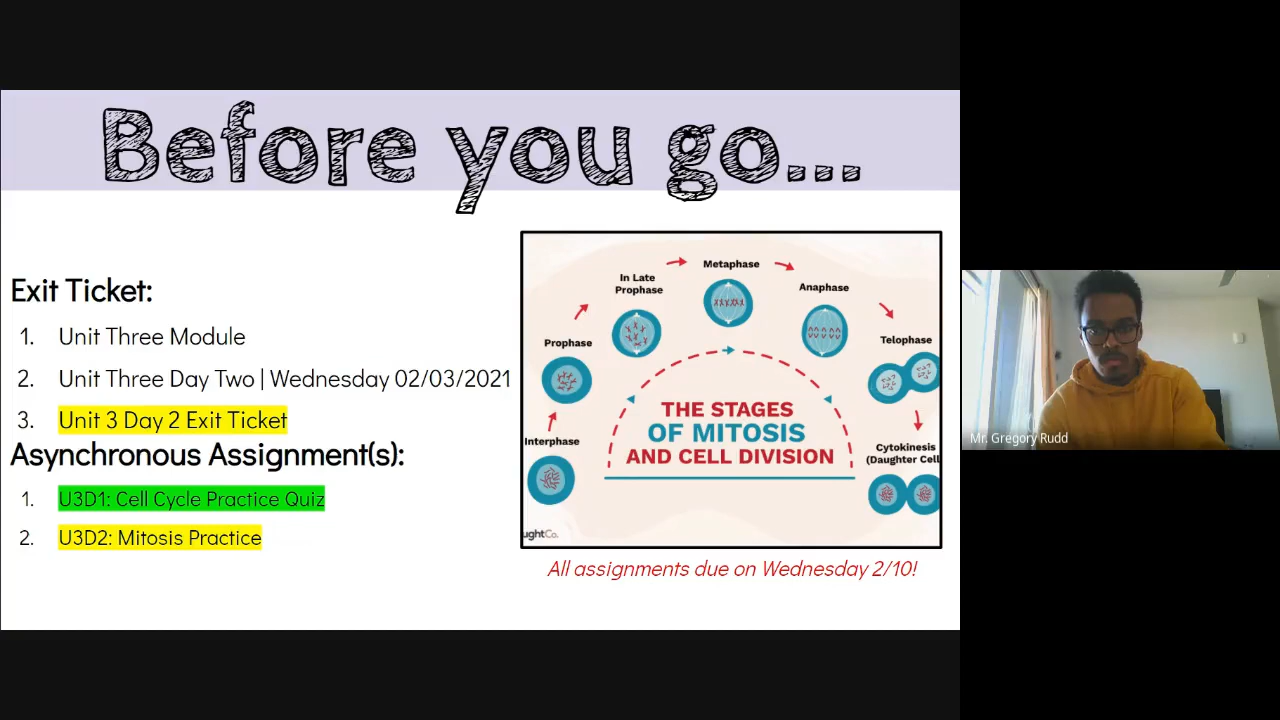 Before you go...
Exit Ticket:
1. Unit Three Module
2. Unit Three Day Two | Wednesday 02/03/2021
3. Unit 3 Day 2 Exit Ticket
Asynchronous Assignment(s):
1. U3D1: Cell Cycle Practice Quiz
2. U3D2: Mitosis Practice
Interphase
Prophase
In Late
Prophase
Metaphase
Anaphase
Telophase
Cytokinesis
(Daughter Cell
THE STAGES
OF MITOSIS
AND CELL DIVISION
ughtCo.
All assignments due on Wednesday 2/10!
Mr. Gregory Rudd